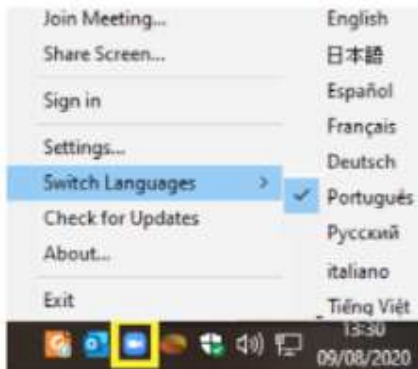 Join Meeting...
Share Screen...
Sign in
Settings...
Switch Languages
Check for Updates
About...
Exit
English
日本語
Español
Français
Deutsch
Português
Русский
italiano
Tiếng Việt
13:30
09/08/2020